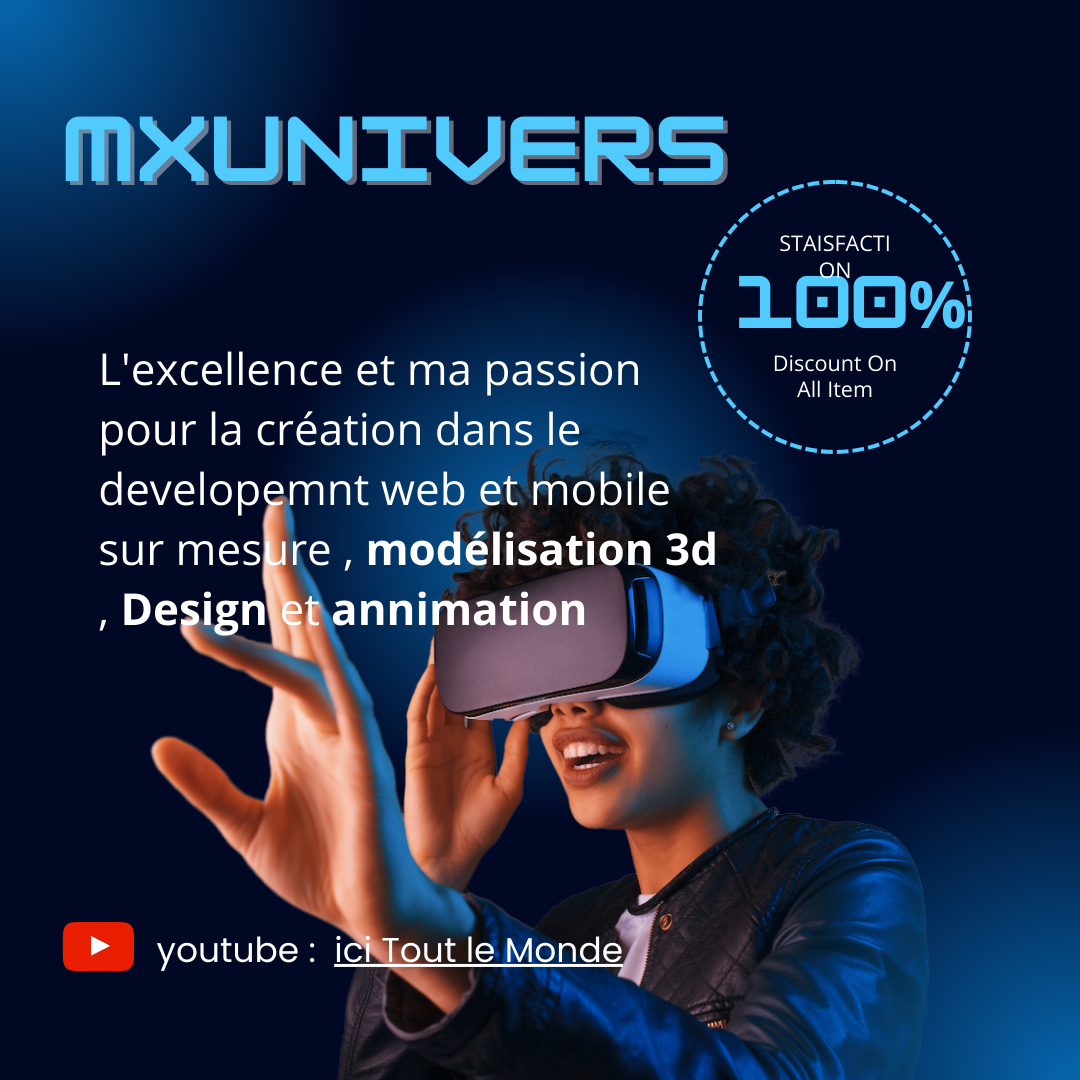 MXUNIVERS
STAISFACTI
ON
100%
Discount On
All Item
L'excellence et ma passion
pour la création dans le
developemnt web et mobile
sur mesure , modélisation 3d
, Design et annimation
youtube : ici Tout le Monde